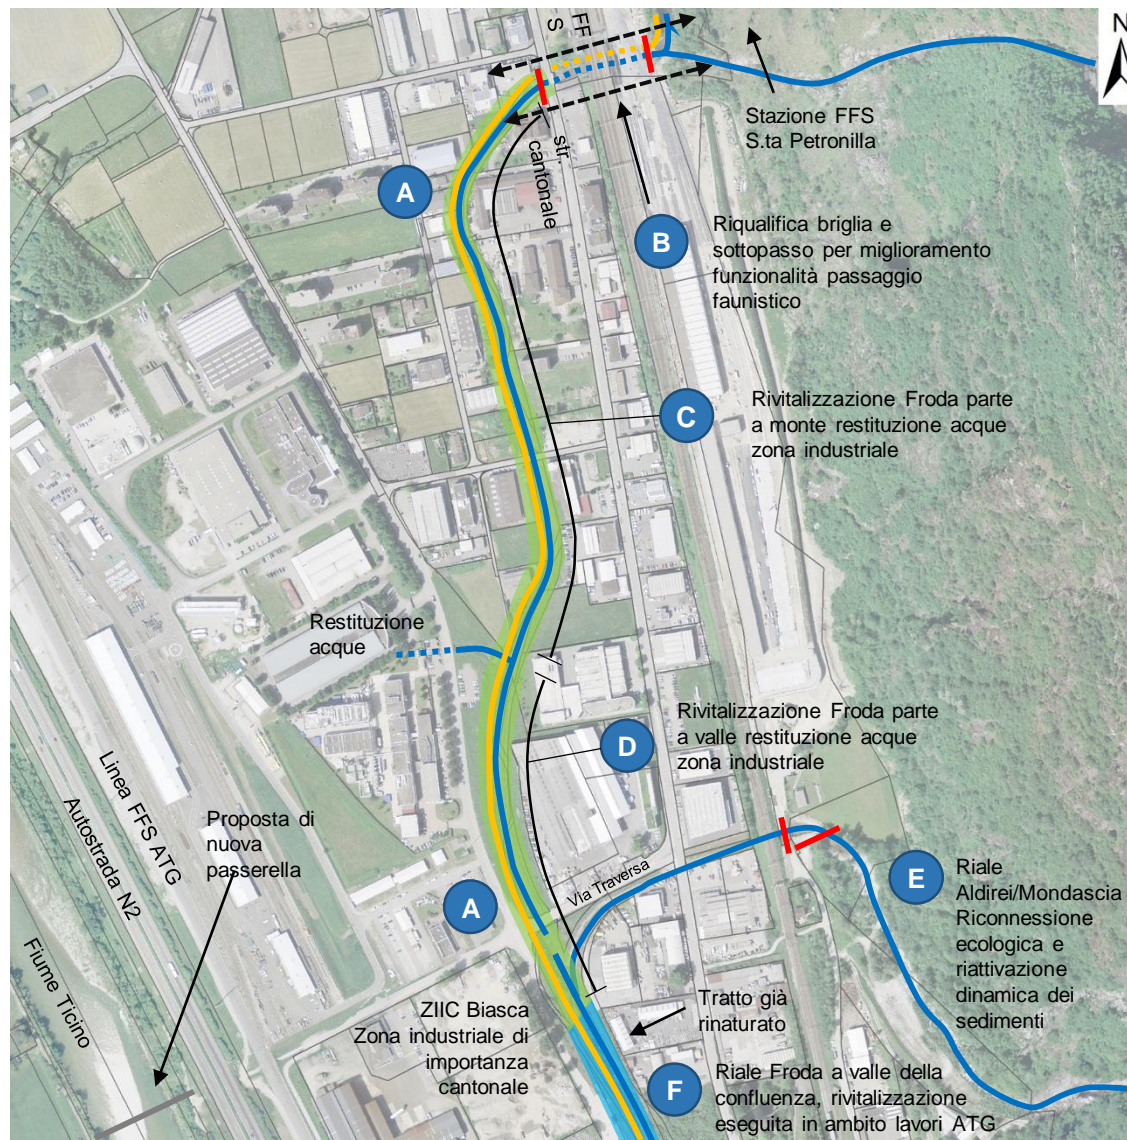 N
FF
S
Stazione FFS
S.ta Petronilla
str.
cantonale
A
B
Riqualifica briglia e
sottopasso per miglioramento
funzionalità passaggio
faunistico
C
Rivitalizzazione Froda parte
a monte restituzione acque
zona industriale
Restituzione
acque
D
Rivitalizzazione Froda parte
a valle restituzione acque
zona industriale
Linea FFS ATG
Autostrada N2
Fiume Ticino
Proposta di
nuova
passerella
Via Traversa
A
E
Riale
Aldirei/Mondascia
Riconnessione
ecologica e
riattivazione
dinamica dei
sedimenti
ZIIC Biasca
Zona industriale di
importanza
cantonale
Tratto già
rinaturato
F
Riale Froda a valle della
confluenza, rivitalizzazione
eseguita in ambito lavori ATG